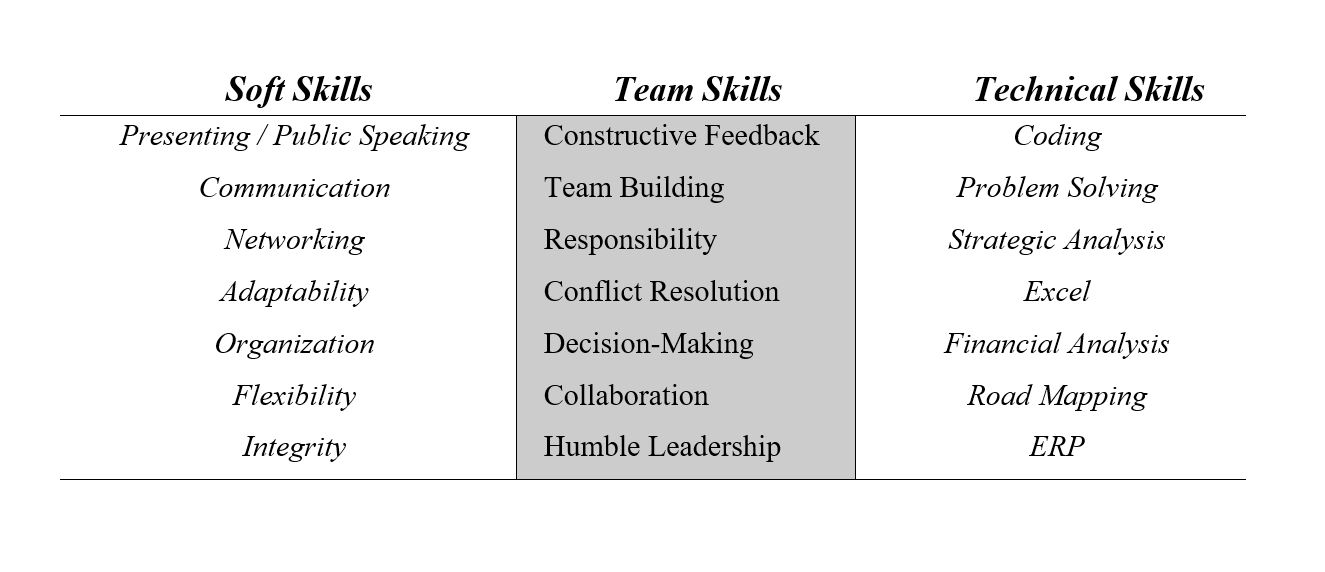 Soft Skills Team Skills Technical Skills
Presenting / Public Speaking Constructive Feedback Coding
Communication Team Building Problem Solving
Networking Responsibility Strategic Analysis
Adaptability Conflict Resolution Excel
Organization Decision-Making Financial Analysis
Flexibility Collaboration Road Mapping
Integrity Humble Leadership ERP